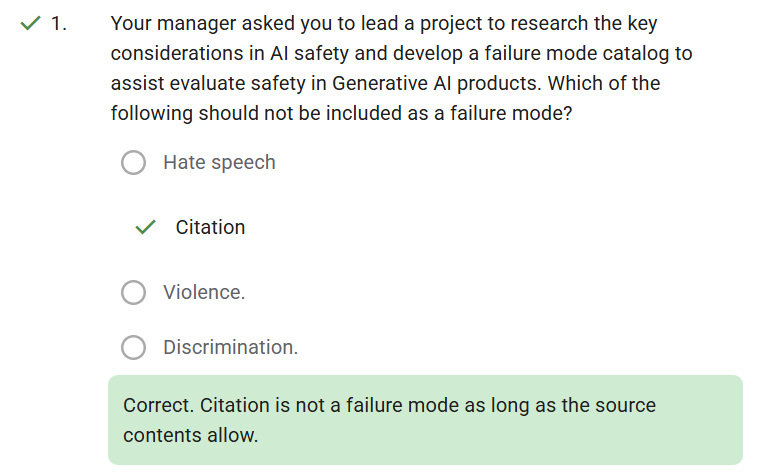 1. Your manager asked you to lead a project to research the key
considerations in AI safety and develop a failure mode catalog to
assist evaluate safety in Generative AI products. Which of the
following should not be included as a failure mode?
Hate speech
Citation
Violence.
Discrimination.
Correct. Citation is not a failure mode as long as the source
contents allow.